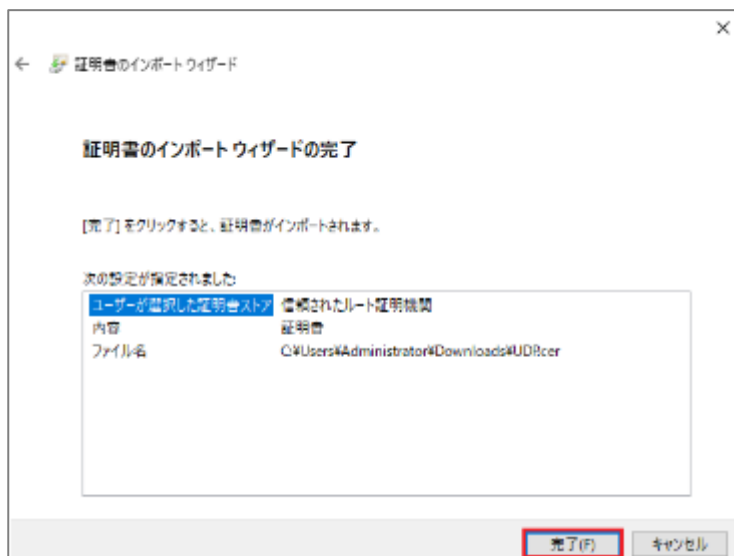 証明書のインポート ウィザード
証明書のインポート ウィザードの完了
[完了] をクリックすると、証明書がインポートされます。
次の設定が指定されました:
ユーザーが選択した証明書ストア 信頼されたルート証明機関
内容 証明書
ファイル名 C:¥Users¥Administrator¥Downloads¥UDP.cer
完了(F) キャンセル